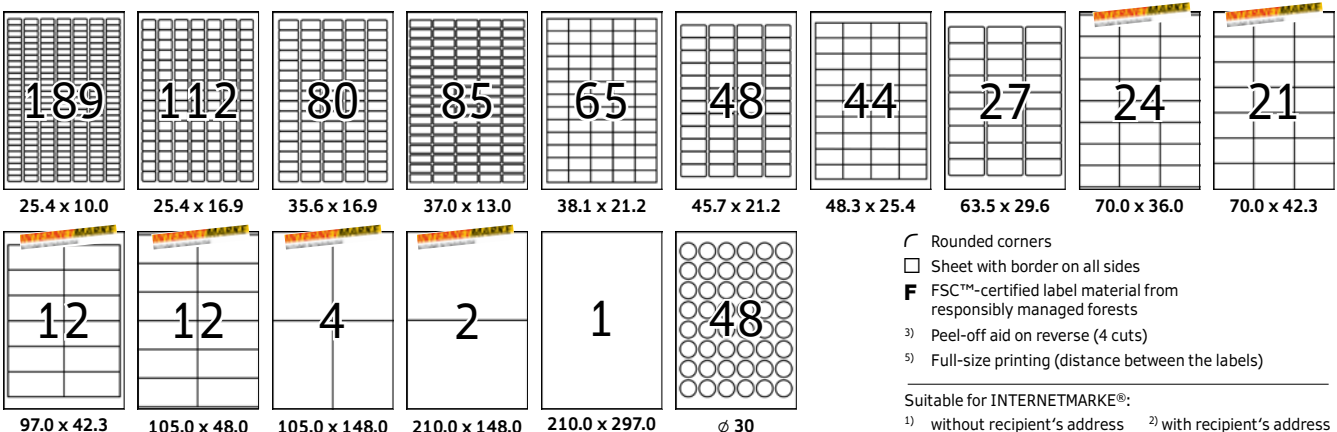 INTERNETMARKE INTERNETMARKE
189 112 80 85 65 48 44 27 24 21
25.4 x 10.0 25.4 x 16.9 35.6 x 16.9 37.0 x 13.0 38.1 x 21.2 45.7 x 21.2 48.3 x 25.4 63.5 x 29.6 70.0 x 36.0 70.0 x 42.3
INTERNETMARKE INTERNETMARKE INTERNETMARKE INTERNETMARKE
12 12 4 2 1 48
97.0 x 42.3 105.0 x 48.0 105.0 x 148.0 210.0 x 148.0 210.0 x 297.0 ⌀ 30
Rounded corners
Sheet with border on all sides
F FSC™-certified label material from
responsibly managed forests
3) Peel-off aid on reverse (4 cuts)
5) Full-size printing (distance between the labels)
Suitable for INTERNETMARKE®:
1) without recipient's address 2) with recipient's address